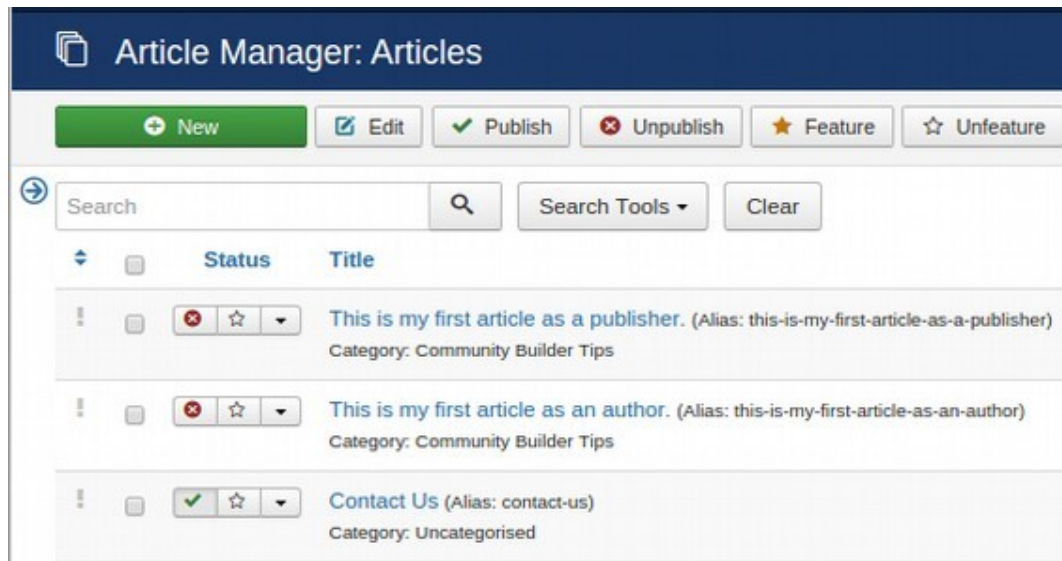 Article Manager: Articles
New Edit Publish Unpublish Feature Unfeature
Search Search Tools Clear
Status Title
This is my first article as a publisher. (Alias: this-is-my-first-article-as-a-publisher)
Category: Community Builder Tips
This is my first article as an author. (Alias: this-is-my-first-article-as-an-author)
Category: Community Builder Tips
Contact Us (Alias: contact-us)
Category: Uncategorised